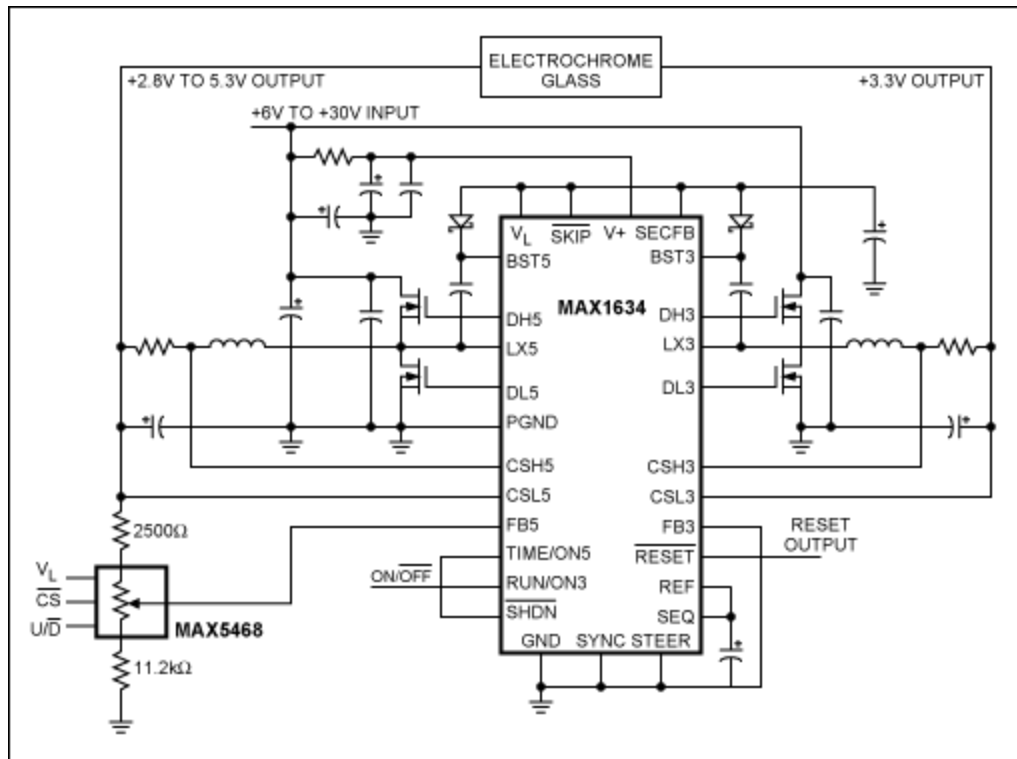 ELECTROCHROME
GLASS
+2.8V TO 5.3V OUTPUT
+3.3V OUTPUT
+6V TO +30V INPUT
VL
SKIP
V+
SECFB
BST5
BST3
MAX1634
DH5
DH3
LX5
LX3
DL5
DL3
PGND
CSH5
CSH3
CSL5
CSL3
FB5
FB3
RESET
OUTPUT
2500Ω
TIME/ON5
RESET
VL
CS
U/D
ON/OFF
RUN/ON3
REF
SHDN
SEQ
MAX5468
GND
SYNC
STEER
11.2kΩ